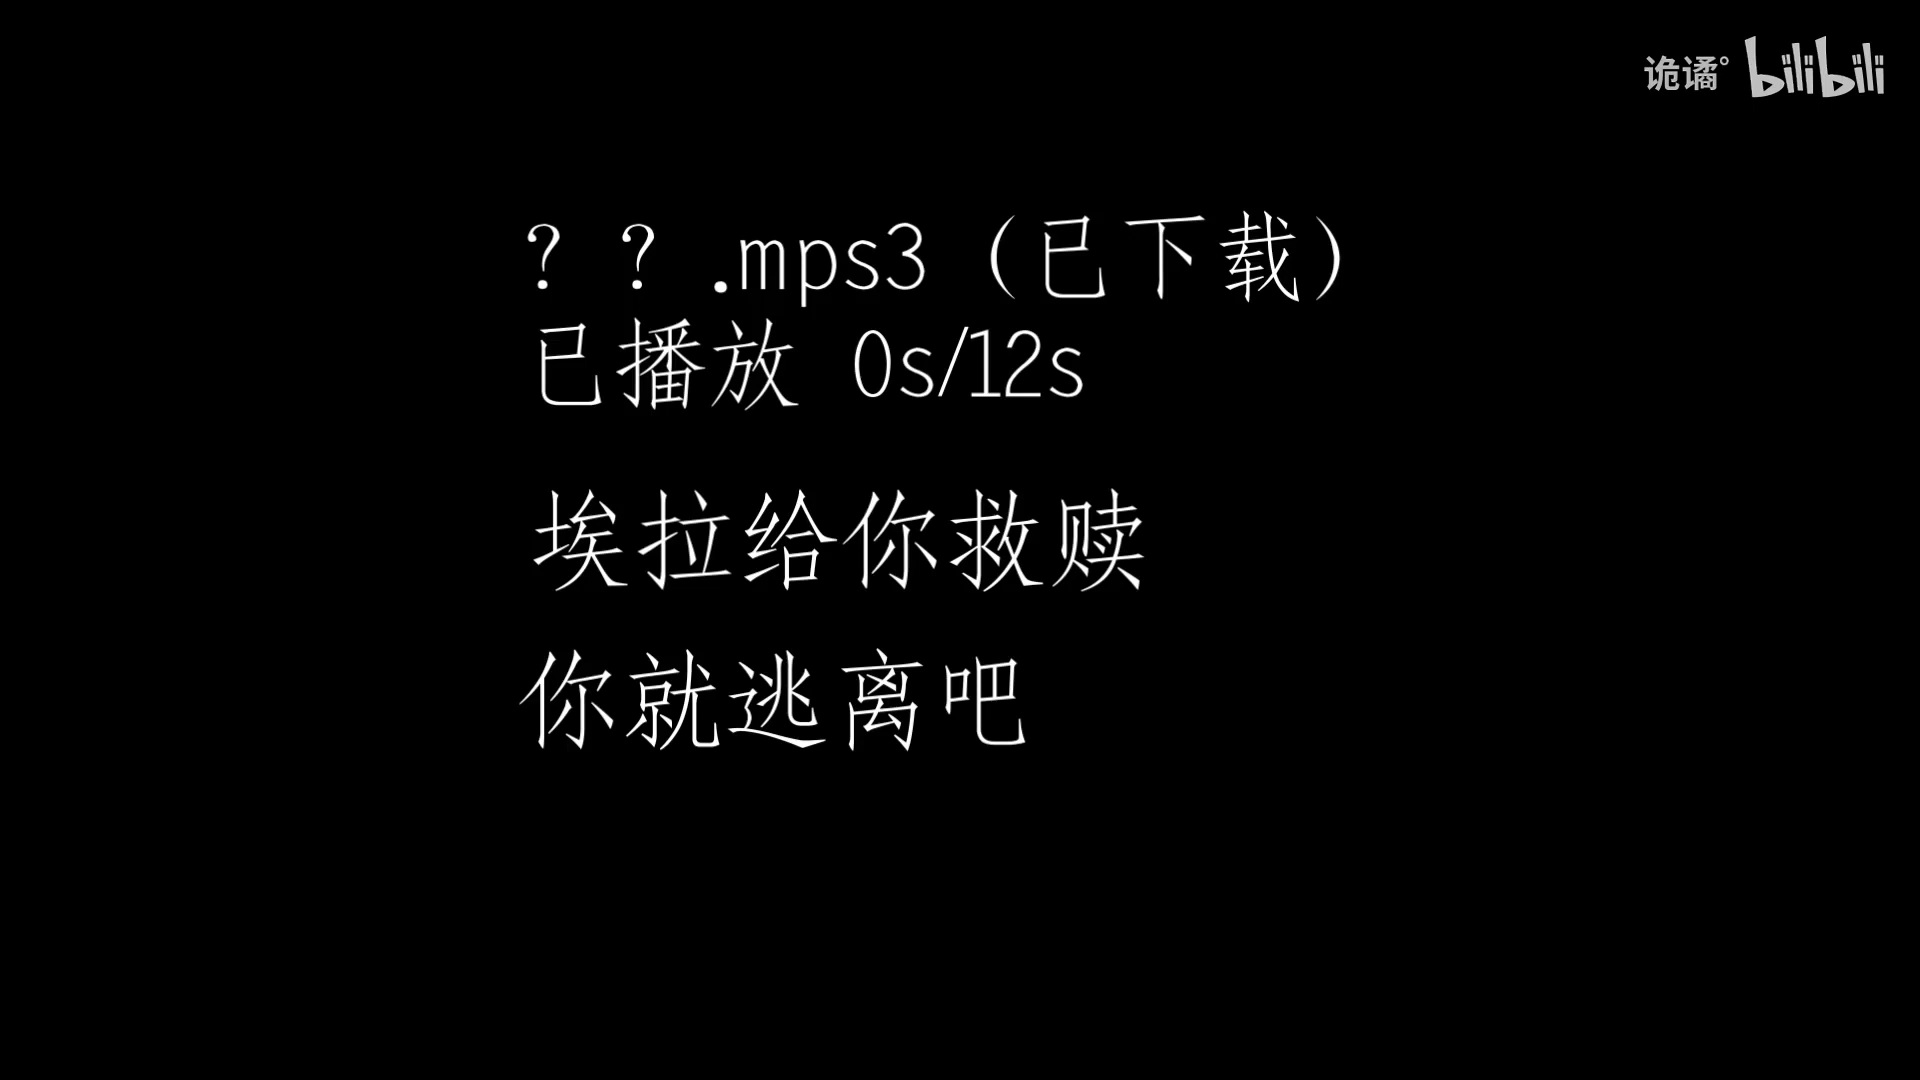 诡谲° bilibili
？？.mps3（已下载）
已播放 0s/12s
埃拉给你救赎
你就逃离吧